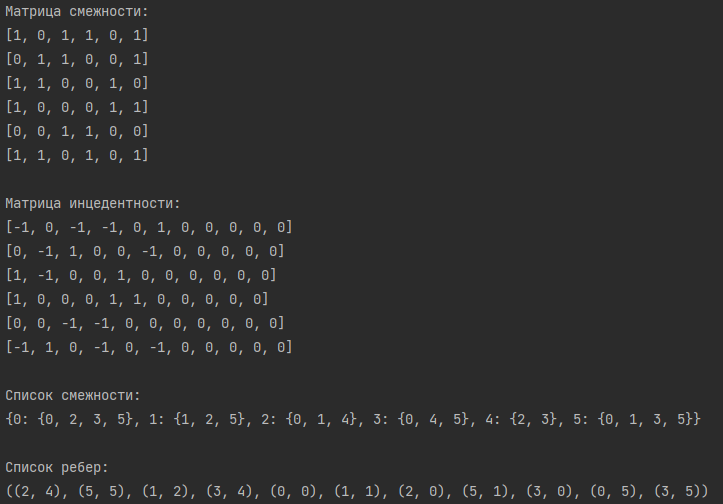 Матрица смежности:
[1, 0, 1, 1, 0, 1]
[0, 1, 1, 0, 0, 1]
[1, 1, 0, 0, 1, 0]
[1, 0, 0, 0, 1, 1]
[0, 0, 1, 1, 0, 0]
[1, 1, 0, 1, 0, 1]
Матрица инцедентности:
[-1, 0, -1, -1, 0, 1, 0, 0, 0, 0, 0]
[0, -1, 1, 0, 0, -1, 0, 0, 0, 0, 0]
[1, -1, 0, 0, 1, 0, 0, 0, 0, 0, 0]
[1, 0, 0, 0, 1, 1, 0, 0, 0, 0, 0]
[0, 0, -1, -1, 0, 0, 0, 0, 0, 0, 0]
[-1, 1, 0, -1, 0, -1, 0, 0, 0, 0, 0]
Список смежности:
{0: {0, 2, 3, 5}, 1: {1, 2, 5}, 2: {0, 1, 4}, 3: {0, 4, 5}, 4: {2, 3}, 5: {0, 1, 3, 5}}
Список ребер:
((2, 4), (5, 5), (1, 2), (3, 4), (0, 0), (1, 1), (2, 0), (5, 1), (3, 0), (0, 5), (3, 5))